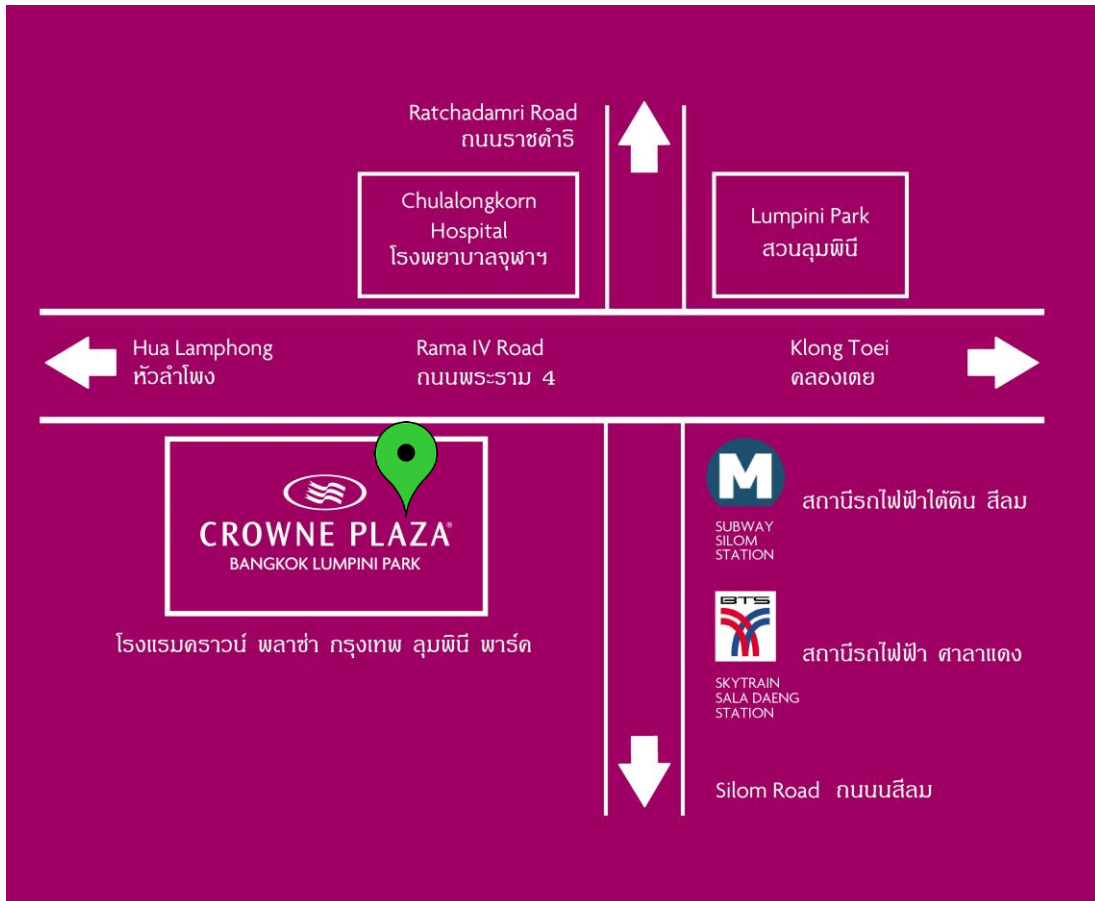 Ratchadamri Road
ถนนราชดำริ
Chulalongkorn
Hospital
โรงพยาบาลจุฬาฯ
Lumpini Park
สวนลุมพินี
Hua Lamphong
หัวลำโพง
Rama IV Road
ถนนพระราม 4
Klong Toei
คลองเตย
CROWNE PLAZA®
BANGKOK LUMPINI PARK
โรงแรมคราวน์ พลาซ่า กรุงเทพ ลุมพินี พาร์ค
M
SUBWAY
SILOM
STATION
สถานีรถไฟฟ้าใต้ดิน สีลม
BTS
SKYTRAIN
SALA DAENG
STATION
สถานีรถไฟฟ้า ศาลาแดง
Silom Road ถนนนสีลม